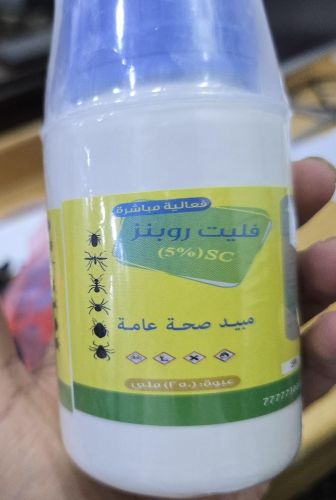 فعالية مباشرة
فليت روبنز
(5%) SC
مبيد صحة عامة
عبوة: (٢٥٠) ملي